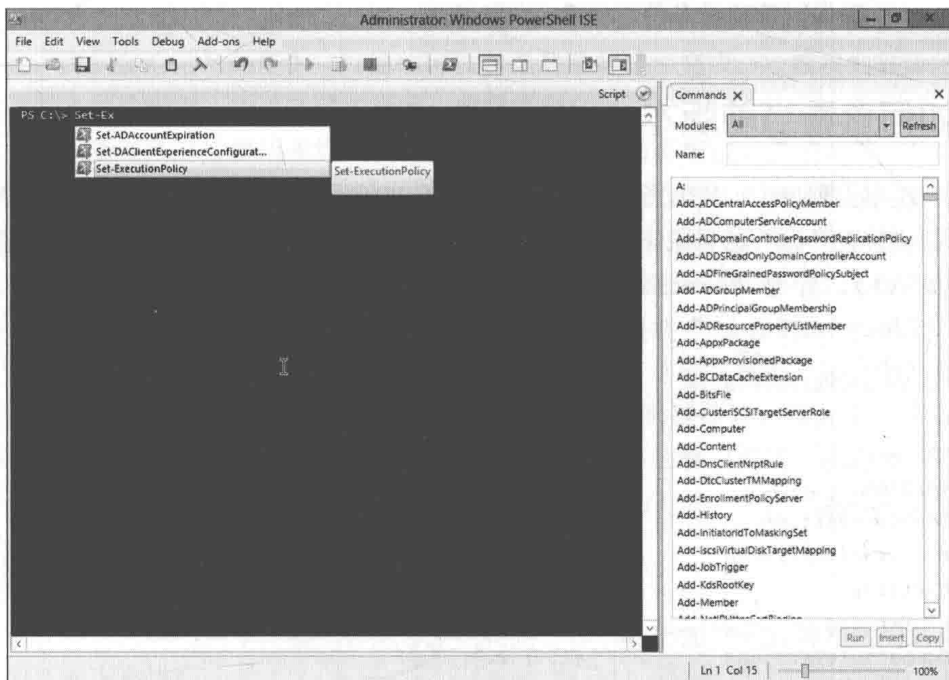 Administrator: Windows PowerShell ISE
File Edit View Tools Debug Add-ons Help
Script
PS C:\> Set-Ex
Set-ADAccountExpiration
Set-DAClientExperienceConfigurat...
Set-ExecutionPolicy
Set-ExecutionPolicy
Commands
Modules: All Refresh
Name:
A:
Add-ADCentralAccessPolicyMember
Add-ADComputerServiceAccount
Add-ADDomainControllerPasswordReplicationPolicy
Add-ADDSReadOnlyDomainControllerAccount
Add-ADFineGrainedPasswordPolicySubject
Add-ADGroupMember
Add-ADPrincipalGroupMembership
Add-ADResourcePropertyListMember
Add-AppxPackage
Add-AppxProvisionedPackage
Add-BCDataCacheExtension
Add-BitsFile
Add-ClusteriSCSITargetServerRole
Add-Computer
Add-Content
Add-DnsClientNrptRule
Add-DtcClusterTMMapping
Add-EnrollmentPolicyServer
Add-History
Add-InitiatorIdToMaskingSet
Add-IscsiVirtualDiskTargetMapping
Add-JobTrigger
Add-KdsRootKey
Add-Member
Run Insert Copy
Ln 1 Col 15 100%